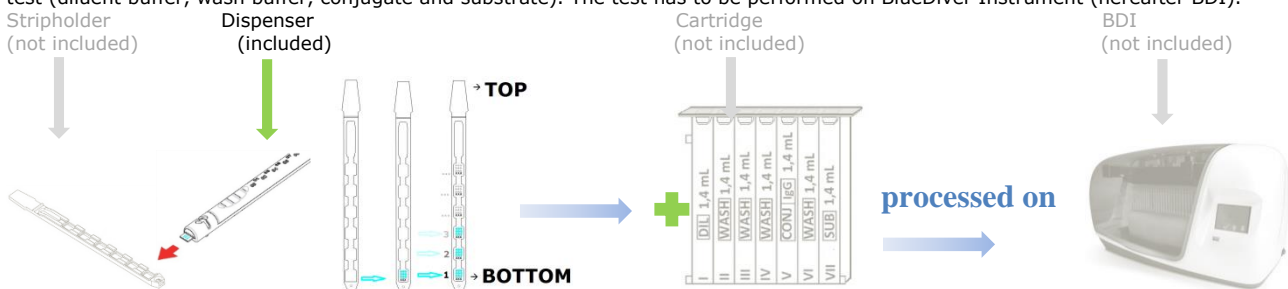 test (diluent buffer, wash buffer, conjugate and substrate). The test has to be performed on BlueDiver Instrument (hereafter BDI).
Stripholder
(not included)
Dispenser
(included)
Cartridge
(not included)
BDI
(not included)
TOP
3
2
1
BOTTOM
I DIL 1,4 mL
II WASH 1,4 mL
III WASH 1,4 mL
IV WASH 1,4 mL
V CONJ IgG 1,4 mL
VI WASH 1,4 mL
VII SUB 1,4 mL
processed on